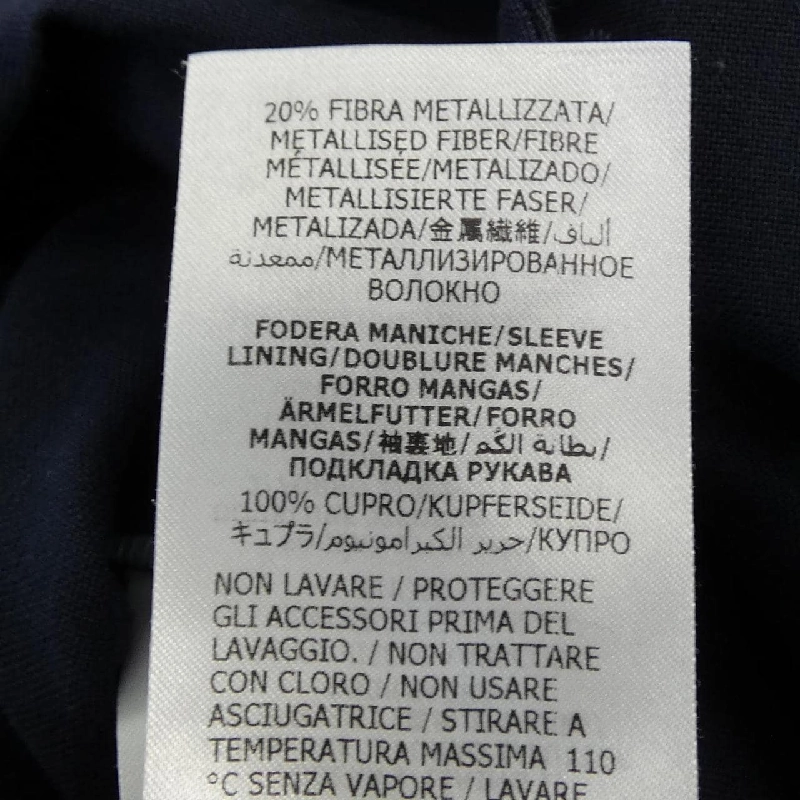 20% FIBRA METALLIZZATA/
METALLISED FIBER/FIBRE
MÉTALLISÉE/METALIZADO/
METALLISIERTE FASER/
METALIZADA/金属繊維/ألياف
ممعدنة/МЕТАЛЛИЗИРОВАННОЕ
ВОЛОКНО
FODERA MANICHE/SLEEVE
LINING/DOUBLURE MANCHES/
FORRO MANGAS/
ÄRMELFUTTER/FORRO
MANGAS/袖裏地/بطانة الكُم/
ПОДКЛАДКА РУКАВА
100% CUPRO/KUPFERSEIDE/
キュプラ/حرير الكبرامونيوم/КУПРО
NON LAVARE / PROTEGGERE
GLI ACCESSORI PRIMA DEL
LAVAGGIO. / NON TRATTARE
CON CLORO / NON USARE
ASCIUGATRICE / STIRARE A
TEMPERATURA MASSIMA 110
°C SENZA VAPORE / LAVARE